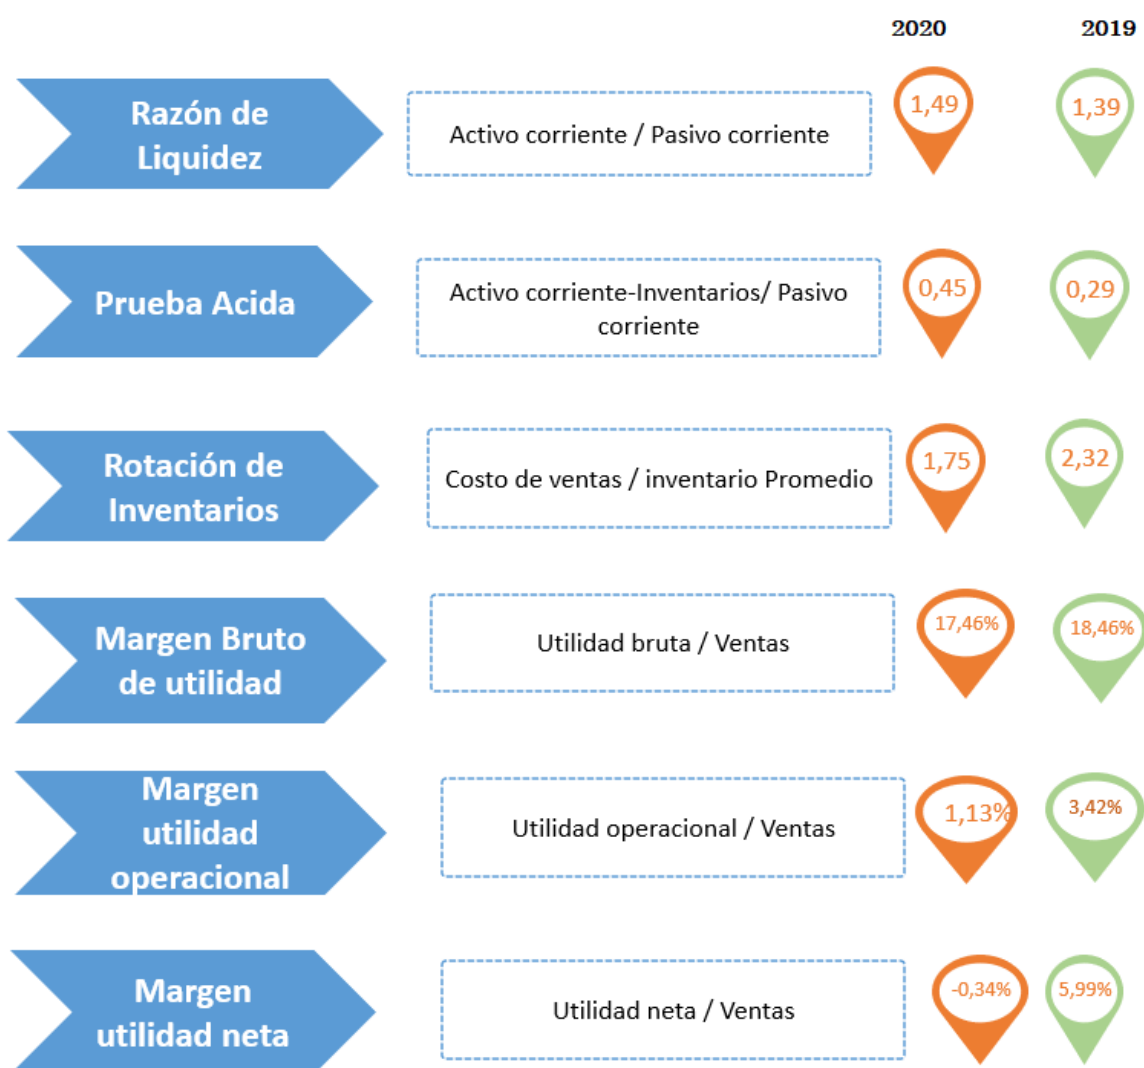 2020 2019
Razón de
Liquidez
Activo corriente / Pasivo corriente
1,49
1,39
Prueba Acida
Activo corriente-Inventarios/ Pasivo
corriente
0,45
0,29
Rotación de
Inventarios
Costo de ventas / inventario Promedio
1,75
2,32
Margen Bruto
de utilidad
Utilidad bruta / Ventas
17,46%
18,46%
Margen
utilidad
operacional
Utilidad operacional / Ventas
1,13%
3,42%
Margen
utilidad neta
Utilidad neta / Ventas
-0,34%
5,99%